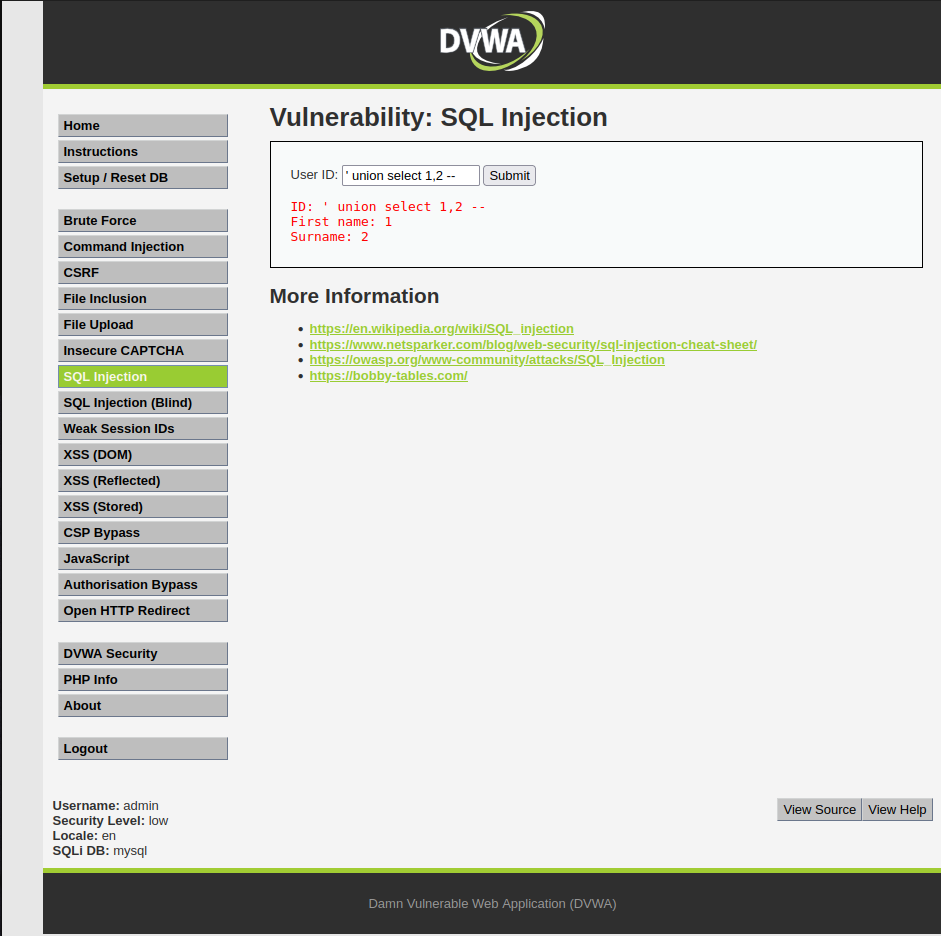 DVWA
Home
Instructions
Setup / Reset DB
Brute Force
Command Injection
CSRF
File Inclusion
File Upload
Insecure CAPTCHA
SQL Injection
SQL Injection (Blind)
Weak Session IDs
XSS (DOM)
XSS (Reflected)
XSS (Stored)
CSP Bypass
JavaScript
Authorisation Bypass
Open HTTP Redirect
DVWA Security
PHP Info
About
Logout
Vulnerability: SQL Injection
User ID: ' union select 1,2 -- Submit
ID: ' union select 1,2 --
First name: 1
Surname: 2
More Information
• https://en.wikipedia.org/wiki/SQL_injection
• https://www.netsparker.com/blog/web-security/sql-injection-cheat-sheet/
• https://owasp.org/www-community/attacks/SQL_Injection
• https://bobby-tables.com/
Username: admin
Security Level: low
Locale: en
SQLi DB: mysql
View Source View Help
Damn Vulnerable Web Application (DVWA)